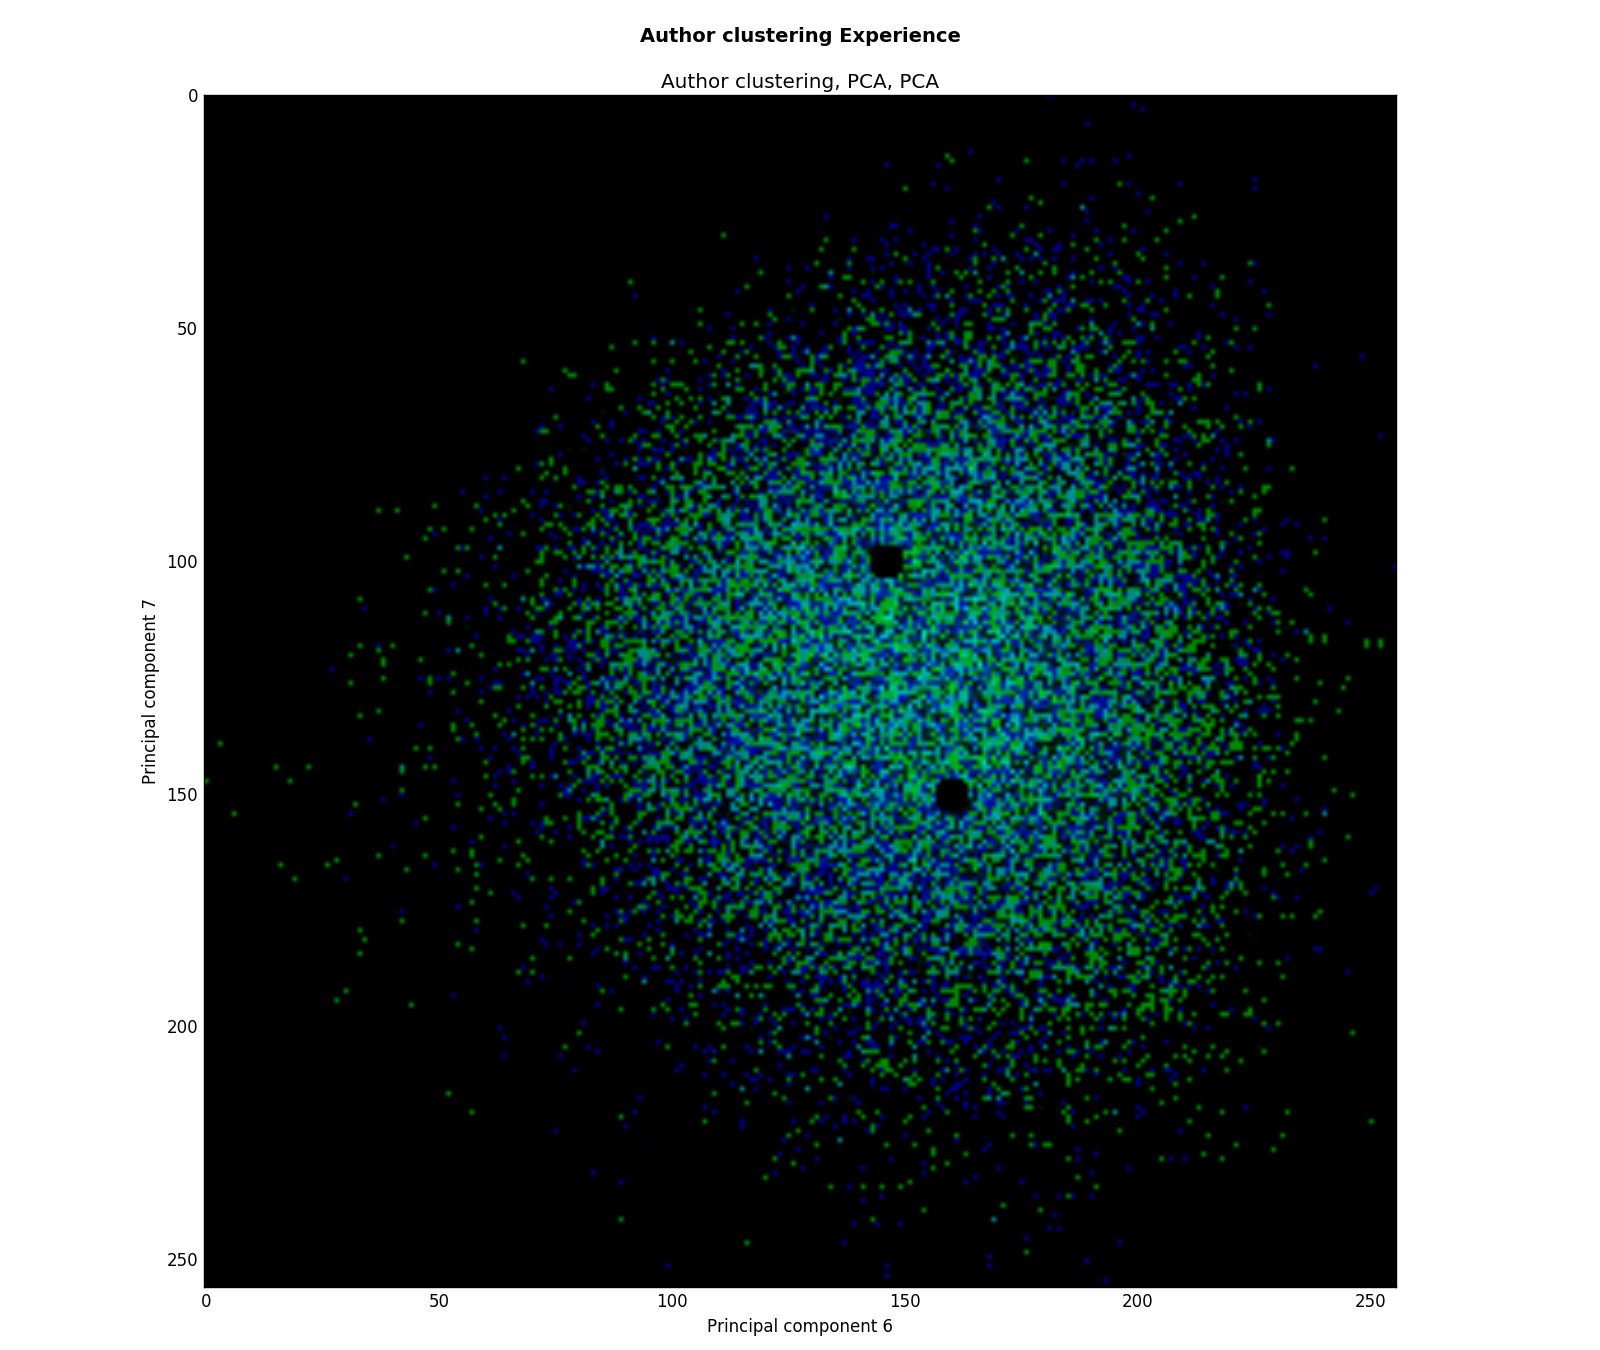 Author clustering Experience
Author clustering, PCA, PCA
0
50
100
150
200
250
Principal component 7
0 50 100 150 200 250
Principal component 6